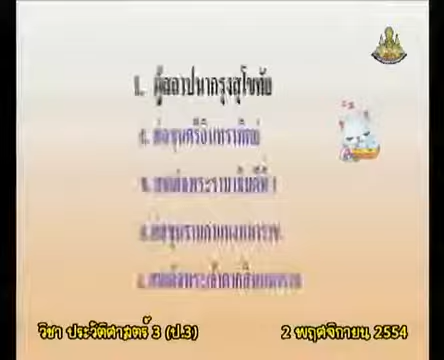 1. ผู้สถาปนากรุงสุโขทัย
ก. พ่อขุนศรีอินทราทิตย์
ข. สมเด็จพระรามาธิบดีที่ 1
ค. พ่อขุนรามคำแหงมหาราช
ง. สมเด็จพระเจ้าตากสินมหาราช
วิชา ประวัติศาสตร์ 3 (ป.3)
2 พฤศจิกายน 2554